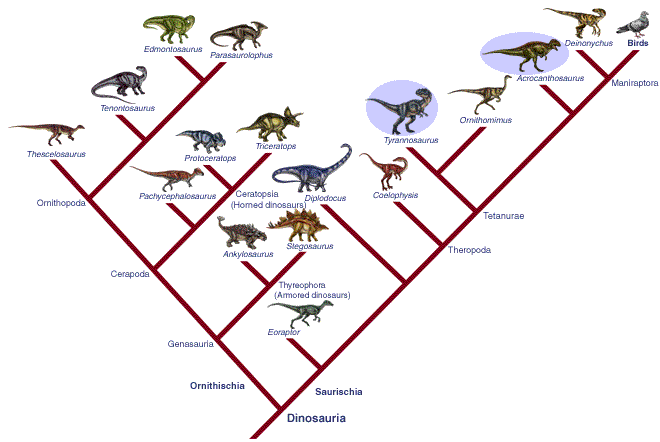 Edmontosaurus
Parasaurolophus
Deinonychus
Birds
Acrocanthosaurus
Maniraptora
Tenontosaurus
Ornithomimus
Thescelosaurus
Protoceratops
Triceratops
Tyrannosaurus
Pachycephalosaurus
Ceratopsia
(Horned dinosaurs)
Diplodocus
Coelophysis
Ornithopoda
Tetanurae
Ankylosaurus
Stegosaurus
Theropoda
Cerapoda
Thyreophora
(Armored dinosaurs)
Eoraptor
Genasauria
Ornithischia
Saurischia
Dinosauria